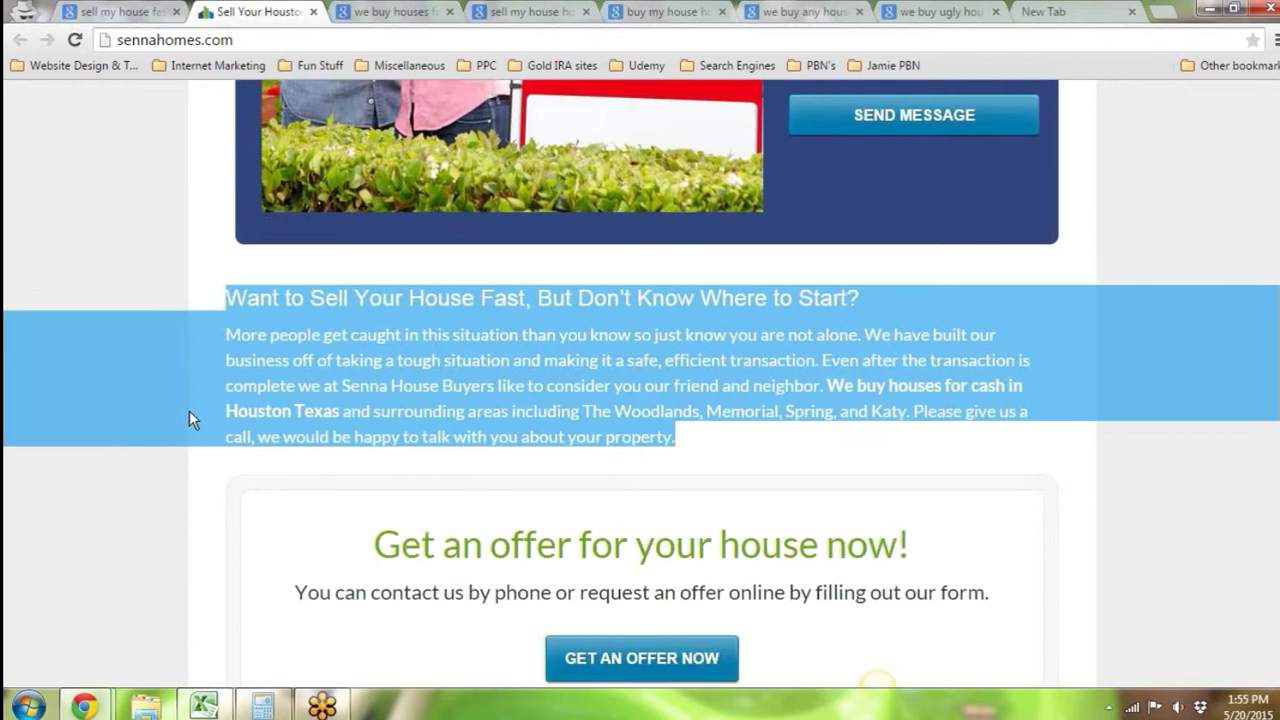 sell my house fa
Sell Your Housto
we buy houses f
sell my house ho
buy my house ho
we buy any hous
we buy ugly hou
New Tab
sennahomes.com
Website Design & T...
Internet Marketing
Fun Stuff
Miscellaneous
PPC
Gold IRA sites
Udemy
Search Engines
PBN's
Jamie PBN
Other bookmar
SEND MESSAGE
Want to Sell Your House Fast, But Don't Know Where to Start?
More people get caught in this situation than you know so just know you are not alone. We have built our
business off of taking a tough situation and making it a safe, efficient transaction. Even after the transaction is
complete we at Senna House Buyers like to consider you our friend and neighbor. We buy houses for cash in
Houston Texas and surrounding areas including The Woodlands, Memorial, Spring, and Katy. Please give us a
call, we would be happy to talk with you about your property.
Get an offer for your house now!
You can contact us by phone or request an offer online by filling out our form.
GET AN OFFER NOW
1:55 PM
5/20/2015